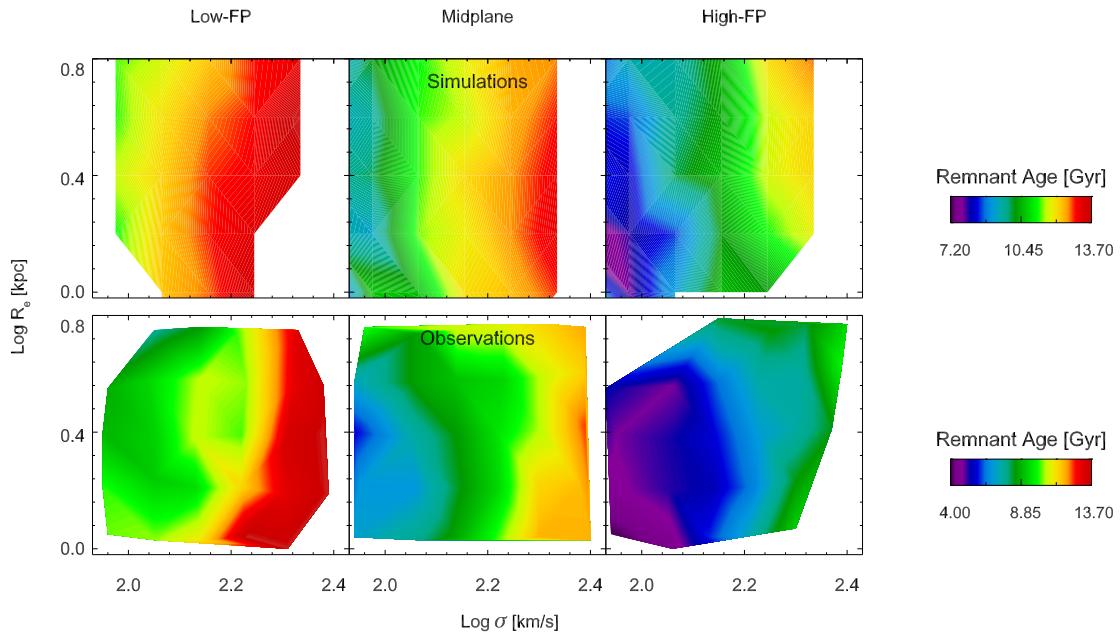 Low-FP Midplane High-FP
Simulations
0.8
0.4
0.0
Remnant Age [Gyr]
7.20 10.45 13.70
Log R_e [kpc]
Observations
0.8
0.4
0.0
Remnant Age [Gyr]
4.00 8.85 13.70
2.0 2.2 2.4 2.0 2.2 2.4 2.0 2.2 2.4
Log σ [km/s]